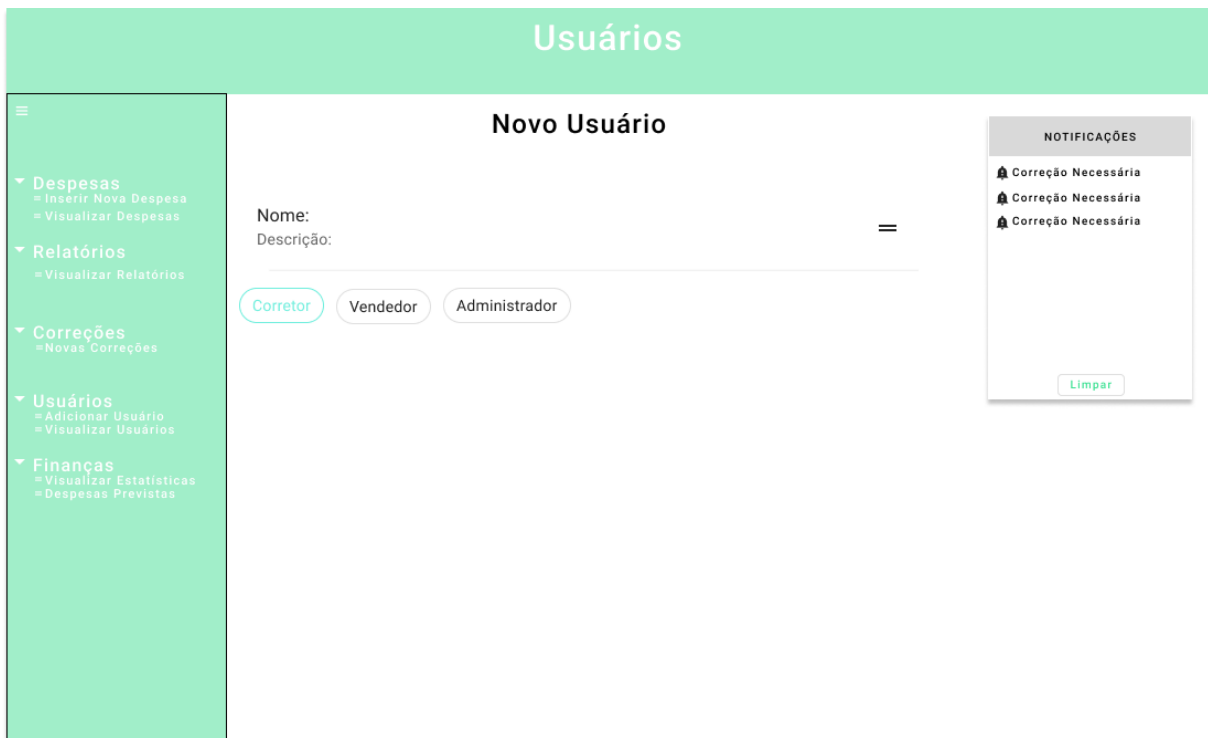 Usuários
Despesas
Inserir Nova Despesa
Visualizar Despesas
Relatórios
Visualizar Relatórios
Correções
Novas Correções
Usuários
Adicionar Usuário
Visualizar Usuários
Finanças
Visualizar Estatísticas
Despesas Previstas
Novo Usuário
Nome:
Descrição:
Corretor Vendedor Administrador
NOTIFICAÇÕES
Correção Necessária
Correção Necessária
Correção Necessária
Limpar